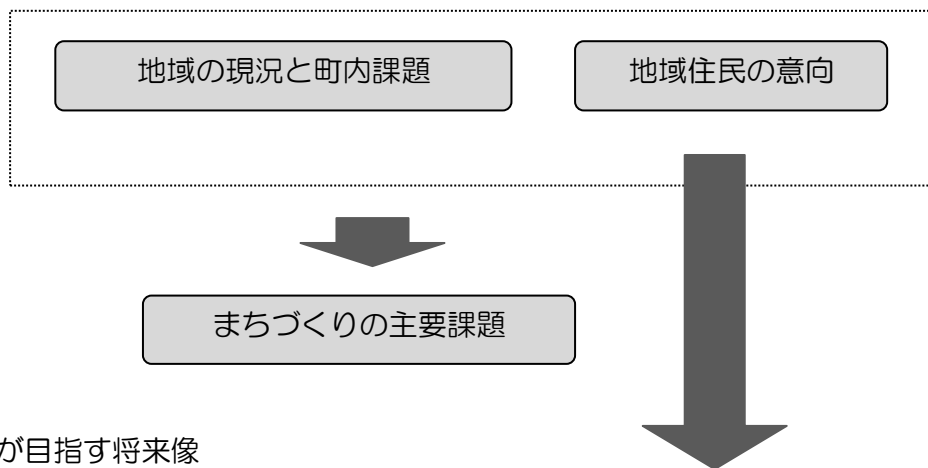 地域の現況と町内課題
地域住民の意向
まちづくりの主要課題
が目指す将来像